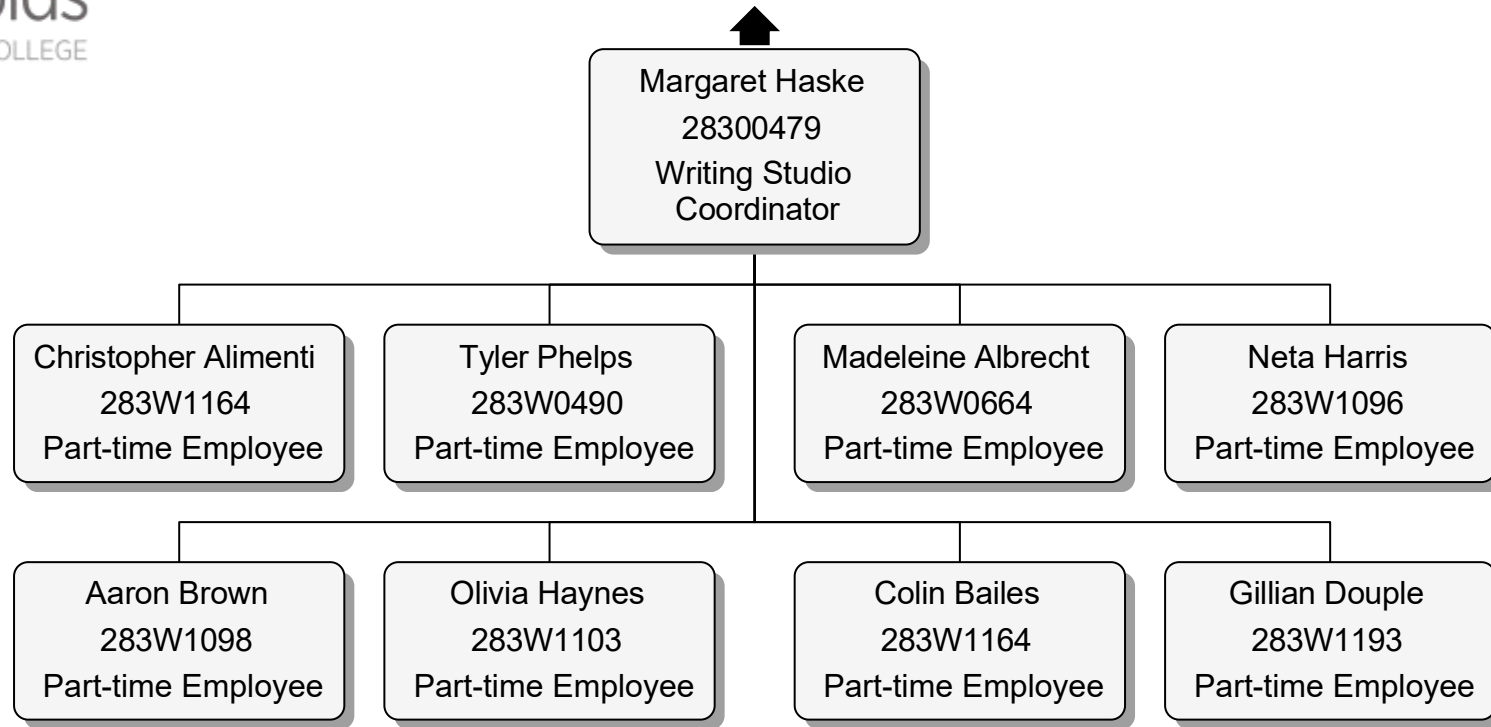 COLLEGE
Margaret Haske
28300479
Writing Studio
Coordinator
Christopher Alimenti
283W1164
Part-time Employee
Tyler Phelps
283W0490
Part-time Employee
Madeleine Albrecht
283W0664
Part-time Employee
Neta Harris
283W1096
Part-time Employee
Aaron Brown
283W1098
Part-time Employee
Olivia Haynes
283W1103
Part-time Employee
Colin Bailes
283W1164
Part-time Employee
Gillian Douple
283W1193
Part-time Employee